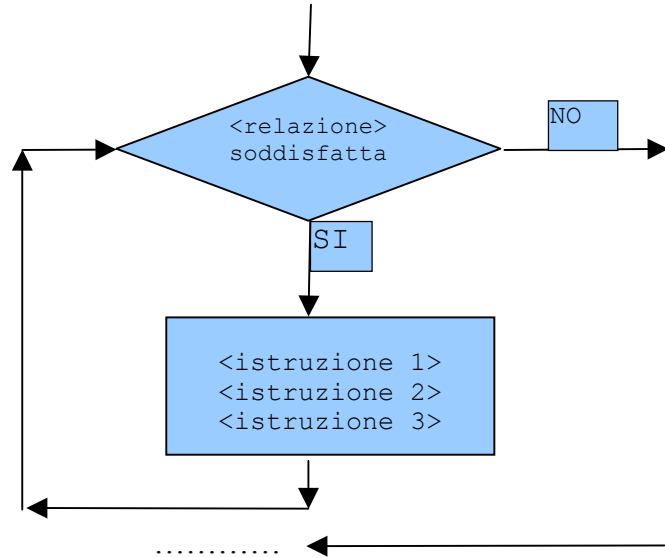 <relazione>
soddisfatta
NO
SI
<istruzione 1>
<istruzione 2>
<istruzione 3>
............